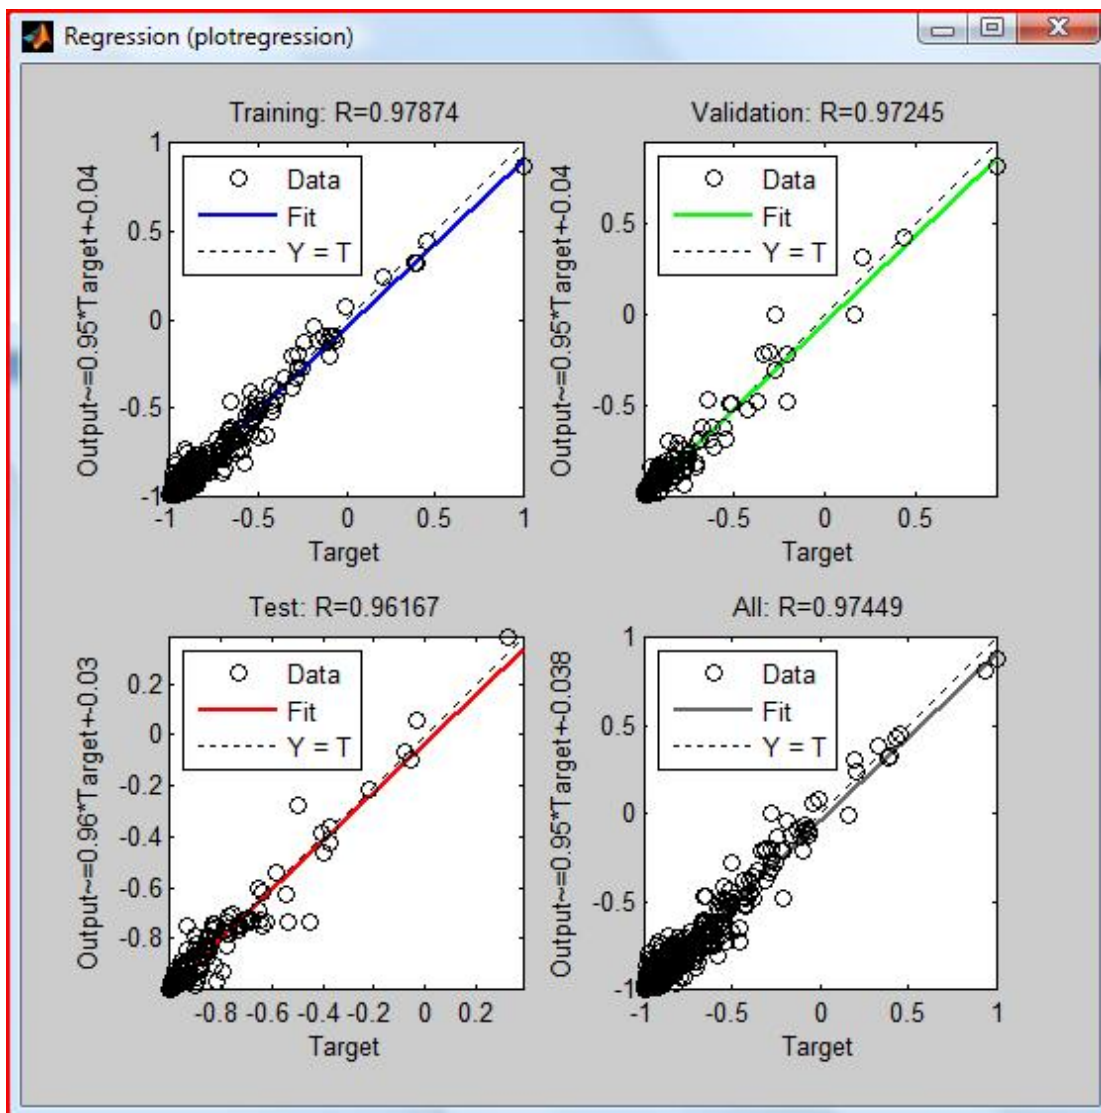 Regression (plotregression)
Training: R=0.97874
Output~=0.95*Target+-0.04
Data
Fit
Y = T
1
0.5
0
-0.5
-1
-1 -0.5 0 0.5 1
Target
Validation: R=0.97245
Output~=0.95*Target+-0.04
Data
Fit
Y = T
0.5
0
-0.5
-0.5 0 0.5
Target
Test: R=0.96167
Output~=0.96*Target+-0.03
Data
Fit
Y = T
0.2
0
-0.2
-0.4
-0.6
-0.8
-0.8 -0.6 -0.4 -0.2 0 0.2
Target
All: R=0.97449
Output~=0.95*Target+-0.038
Data
Fit
Y = T
1
0.5
0
-0.5
-1
-1 -0.5 0 0.5 1
Target